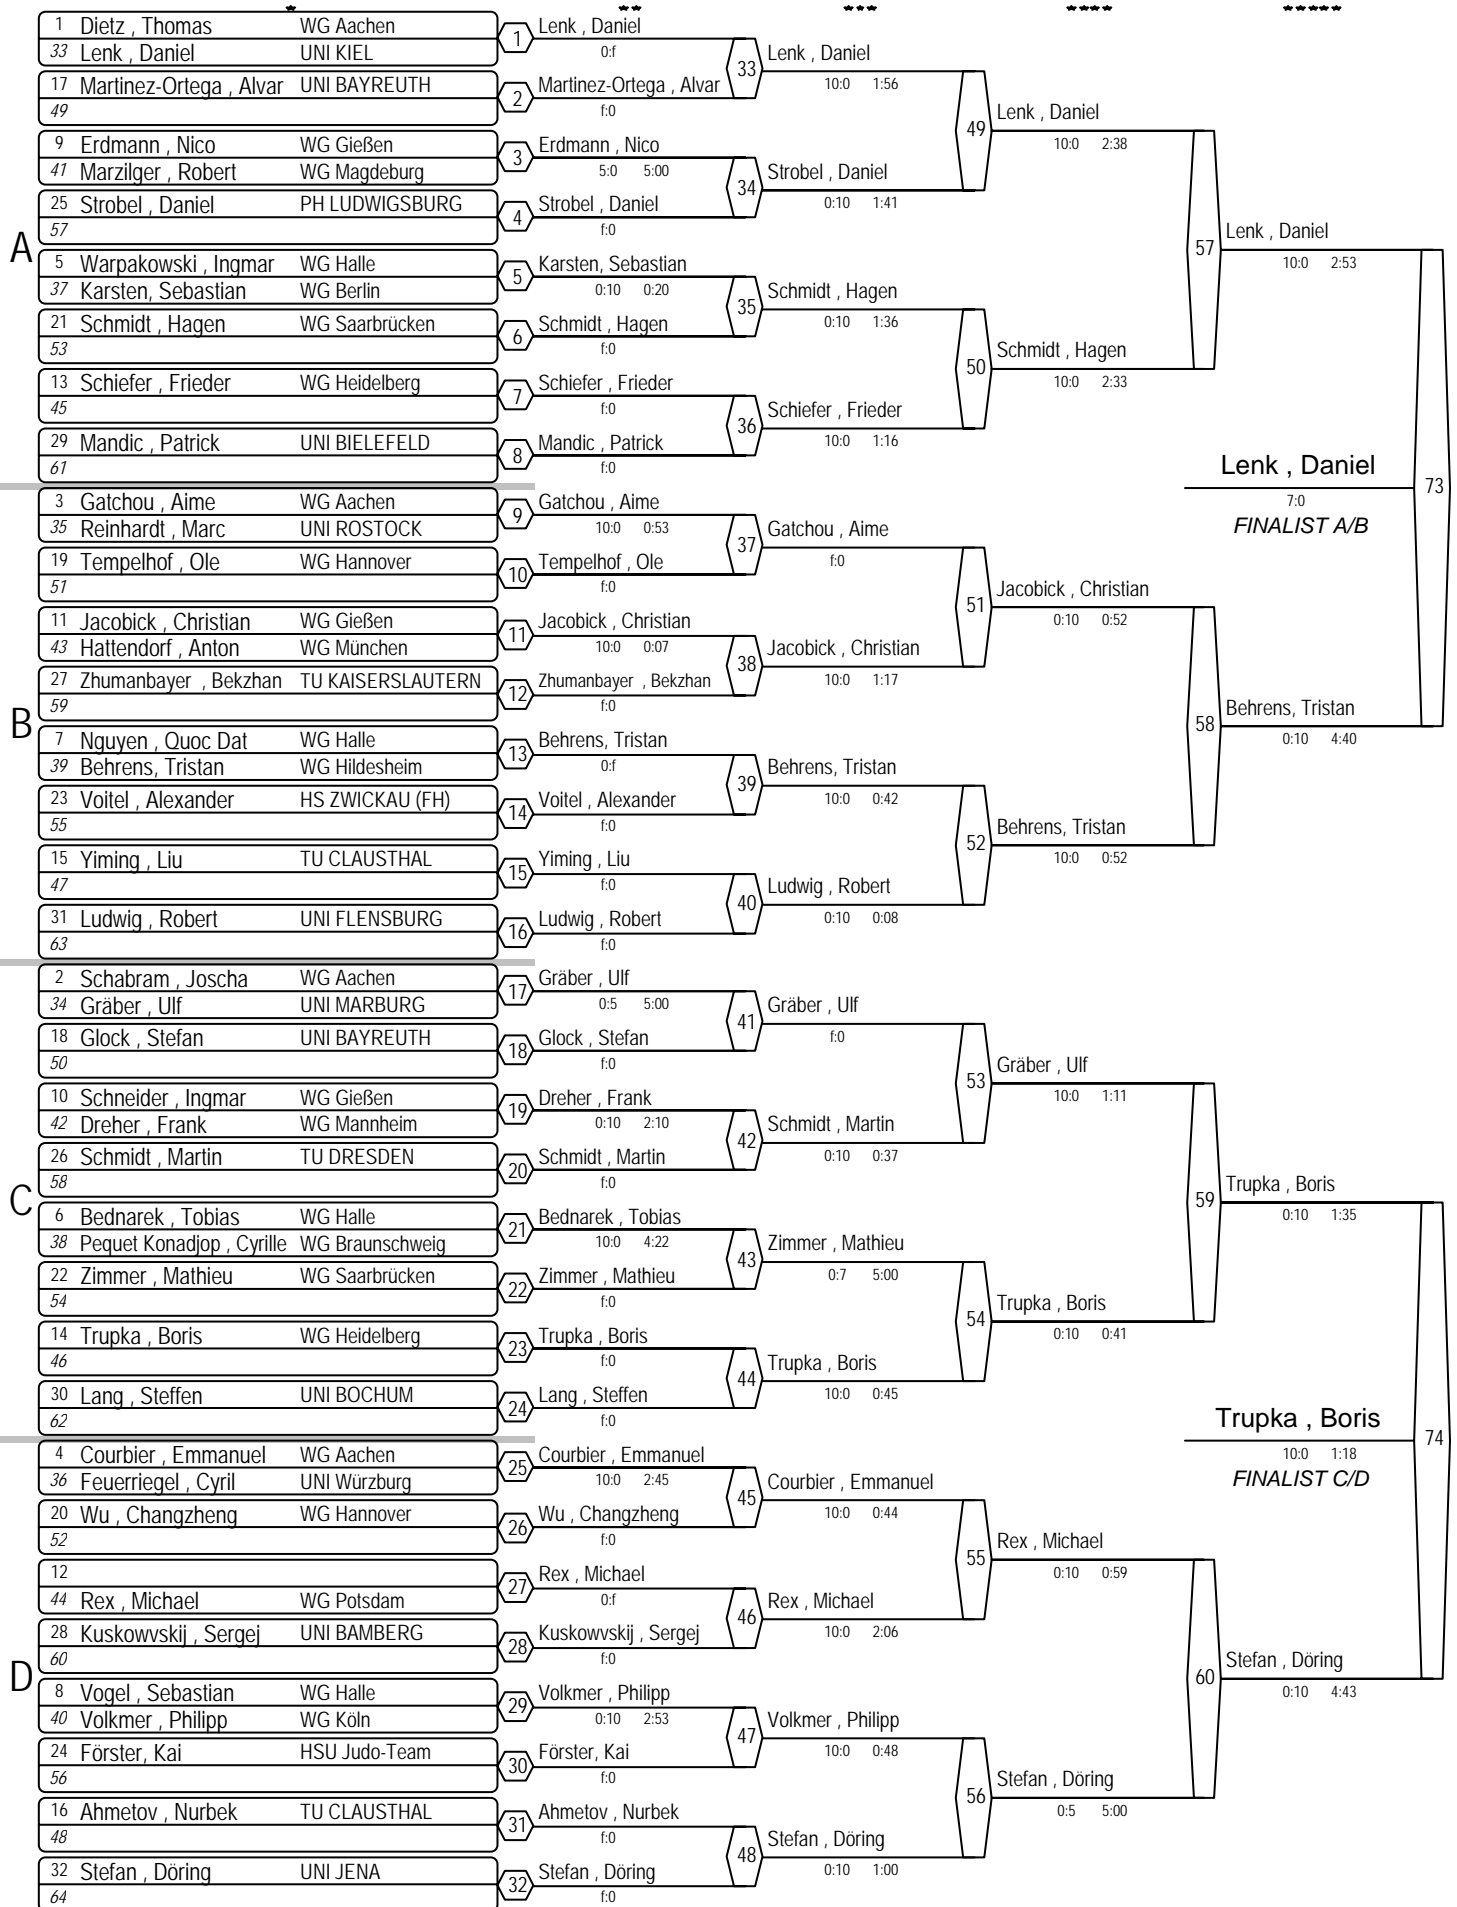 * ** *** **** *****
1 Dietz , Thomas WG Aachen
33 Lenk , Daniel UNI KIEL
17 Martinez-Ortega , Alvar UNI BAYREUTH
49
9 Erdmann , Nico WG Gießen
41 Marzilger , Robert WG Magdeburg
25 Strobel , Daniel PH LUDWIGSBURG
57
A
5 Warpakowski , Ingmar WG Halle
37 Karsten, Sebastian WG Berlin
21 Schmidt , Hagen WG Saarbrücken
53
13 Schiefer , Frieder WG Heidelberg
45
29 Mandic , Patrick UNI BIELEFELD
61
3 Gatchou , Aime WG Aachen
35 Reinhardt , Marc UNI ROSTOCK
19 Tempelhof , Ole WG Hannover
51
11 Jacobick , Christian WG Gießen
43 Hattendorf , Anton WG München
27 Zhumanbayer , Bekzhan TU KAISERSLAUTERN
59
B
7 Nguyen , Quoc Dat WG Halle
39 Behrens, Tristan WG Hildesheim
23 Voitel , Alexander HS ZWICKAU (FH)
55
15 Yiming , Liu TU CLAUSTHAL
47
31 Ludwig , Robert UNI FLENSBURG
63
2 Schabram , Joscha WG Aachen
34 Gräber , Ulf UNI MARBURG
18 Glock , Stefan UNI BAYREUTH
50
10 Schneider , Ingmar WG Gießen
42 Dreher , Frank WG Mannheim
26 Schmidt , Martin TU DRESDEN
58
C
6 Bednarek , Tobias WG Halle
38 Pequet Konadjop , Cyrille WG Braunschweig
22 Zimmer , Mathieu WG Saarbrücken
54
14 Trupka , Boris WG Heidelberg
46
30 Lang , Steffen UNI BOCHUM
62
4 Courbier , Emmanuel WG Aachen
36 Feuerriegel , Cyril UNI Würzburg
20 Wu , Changzheng WG Hannover
52
12
44 Rex , Michael WG Potsdam
28 Kuskowvskij , Sergej UNI BAMBERG
60
D
8 Vogel , Sebastian WG Halle
40 Volkmer , Philipp WG Köln
24 Förster, Kai HSU Judo-Team
56
16 Ahmetov , Nurbek TU CLAUSTHAL
48
32 Stefan , Döring UNI JENA
64
1 Lenk , Daniel
0:f
2 Martinez-Ortega , Alvar
f:0
3 Erdmann , Nico
5:0 5:00
4 Strobel , Daniel
f:0
5 Karsten, Sebastian
0:10 0:20
6 Schmidt , Hagen
f:0
7 Schiefer , Frieder
f:0
8 Mandic , Patrick
f:0
9 Gatchou , Aime
10:0 0:53
10 Tempelhof , Ole
f:0
11 Jacobick , Christian
10:0 0:07
12 Zhumanbayer , Bekzhan
f:0
13 Behrens, Tristan
0:f
14 Voitel , Alexander
f:0
15 Yiming , Liu
f:0
16 Ludwig , Robert
f:0
17 Gräber , Ulf
0:5 5:00
18 Glock , Stefan
f:0
19 Dreher , Frank
0:10 2:10
20 Schmidt , Martin
f:0
21 Bednarek , Tobias
10:0 4:22
22 Zimmer , Mathieu
f:0
23 Trupka , Boris
f:0
24 Lang , Steffen
f:0
25 Courbier , Emmanuel
10:0 2:45
26 Wu , Changzheng
f:0
27 Rex , Michael
0:f
28 Kuskowvskij , Sergej
f:0
29 Volkmer , Philipp
0:10 2:53
30 Förster, Kai
f:0
31 Ahmetov , Nurbek
f:0
32 Stefan , Döring
f:0
33 Lenk , Daniel
10:0 1:56
34 Strobel , Daniel
0:10 1:41
35 Schmidt , Hagen
0:10 1:36
36 Schiefer , Frieder
10:0 1:16
37 Gatchou , Aime
f:0
38 Jacobick , Christian
10:0 1:17
39 Behrens, Tristan
10:0 0:42
40 Ludwig , Robert
0:10 0:08
41 Gräber , Ulf
f:0
42 Schmidt , Martin
0:10 0:37
43 Zimmer , Mathieu
0:7 5:00
44 Trupka , Boris
10:0 0:45
45 Courbier , Emmanuel
10:0 0:44
46 Rex , Michael
10:0 2:06
47 Volkmer , Philipp
10:0 0:48
48 Stefan , Döring
0:10 1:00
49 Lenk , Daniel
10:0 2:38
50 Schmidt , Hagen
10:0 2:33
51 Jacobick , Christian
0:10 0:52
52 Behrens, Tristan
10:0 0:52
53 Gräber , Ulf
10:0 1:11
54 Trupka , Boris
0:10 0:41
55 Rex , Michael
0:10 0:59
56 Stefan , Döring
0:5 5:00
57 Lenk , Daniel
10:0 2:53
58 Behrens, Tristan
0:10 4:40
59 Trupka , Boris
0:10 1:35
60 Stefan , Döring
0:10 4:43
Lenk , Daniel 73
7:0
FINALIST A/B
Trupka , Boris 74
10:0 1:18
FINALIST C/D